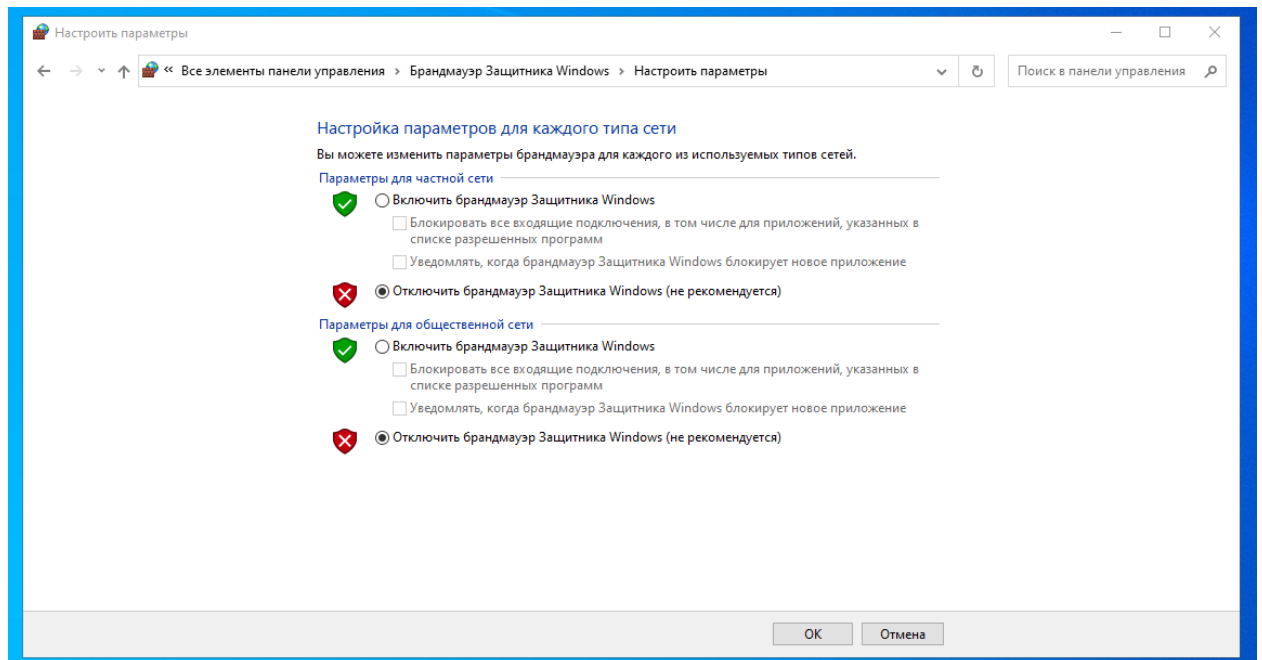 Настроить параметры
« Все элементы панели управления › Брандмауэр Защитника Windows › Настроить параметры
Поиск в панели управления
Настройка параметров для каждого типа сети
Вы можете изменить параметры брандмауэра для каждого из используемых типов сетей.
Параметры для частной сети
Включить брандмауэр Защитника Windows
Блокировать все входящие подключения, в том числе для приложений, указанных в
списке разрешенных программ
Уведомлять, когда брандмауэр Защитника Windows блокирует новое приложение
Отключить брандмауэр Защитника Windows (не рекомендуется)
Параметры для общественной сети
Включить брандмауэр Защитника Windows
Блокировать все входящие подключения, в том числе для приложений, указанных в
списке разрешенных программ
Уведомлять, когда брандмауэр Защитника Windows блокирует новое приложение
Отключить брандмауэр Защитника Windows (не рекомендуется)
ОК
Отмена